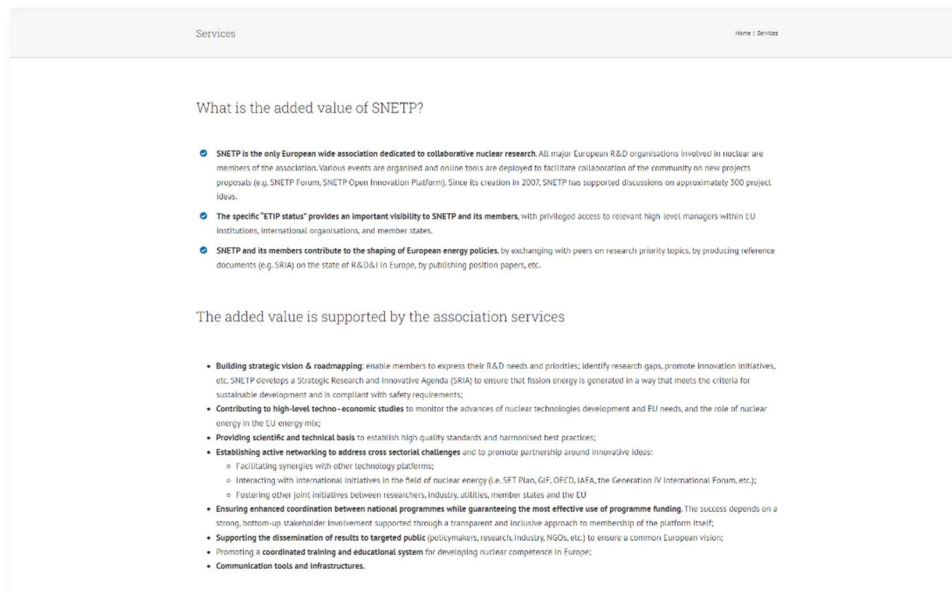 Services
Home | Services
What is the added value of SNETP?
SNETP is the only European wide association dedicated to collaborative nuclear research. All major European R&D organisations involved in nuclear are
members of the association. Various events are organised and online tools are deployed to facilitate collaboration of the community on new projects
proposals (e.g. SNETP Forum, SNETP Open Innovation Platform). Since its creation in 2007, SNETP has supported discussions on approximately 300 project
ideas.
The specific "ETIP status" provides an important visibility to SNETP and its members, with privileged access to relevant high-level managers within EU
institutions, international organisations, and member states.
SNETP and its members contribute to the shaping of European energy policies, by exchanging with peers on research priority topics, by producing reference
documents (e.g. SRIA) on the state of R&D&I in Europe, by publishing position papers, etc.
The added value is supported by the association services
• Building strategic vision & roadmapping: enable members to express their R&D needs and priorities; identify research gaps, promote innovation initiatives,
etc. SNETP develops a Strategic Research and Innovative Agenda (SRIA) to ensure that fission energy is generated in a way that meets the criteria for
sustainable development and is compliant with safety requirements;
• Contributing to high-level techno–economic studies to monitor the advances of nuclear technologies development and EU needs, and the role of nuclear
energy in the EU energy mix;
• Providing scientific and technical basis to establish high quality standards and harmonised best practices;
• Establishing active networking to address cross sectorial challenges and to promote partnership around innovative ideas:
○ Facilitating synergies with other technology platforms;
○ Interacting with international initiatives in the field of nuclear energy (i.e. SET Plan, GIF, OECD, IAEA, the Generation IV International Forum, etc.);
○ Fostering other joint initiatives between researchers, industry, utilities, member states and the EU
• Ensuring enhanced coordination between national programmes while guaranteeing the most effective use of programme funding. The success depends on a
strong, bottom-up stakeholder involvement supported through a transparent and inclusive approach to membership of the platform itself;
• Supporting the dissemination of results to targeted public (policymakers, research, industry, NGOs, etc.) to ensure a common European vision;
• Promoting a coordinated training and educational system for developing nuclear competence in Europe;
• Communication tools and infrastructures.